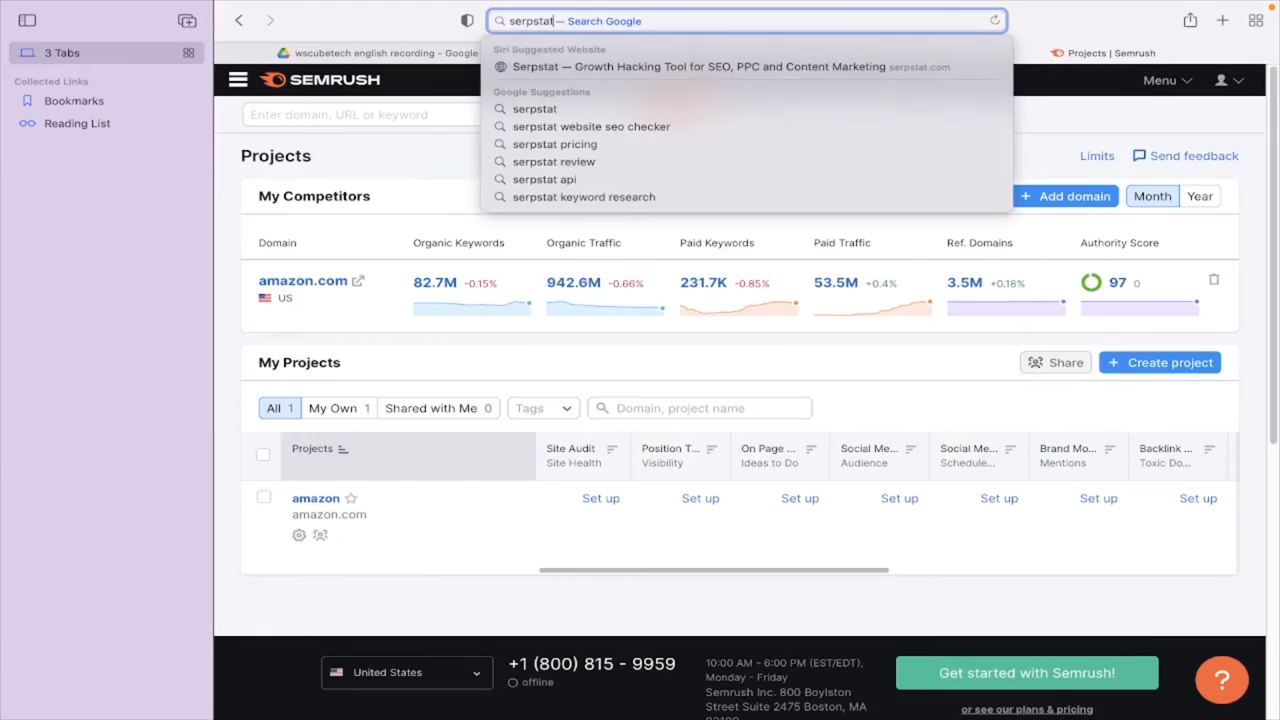 serpstat — Search Google
3 Tabs
Collected Links
Bookmarks
Reading List
wscubetech english recording - Google
Projects | Semrush
Siri Suggested Website
Serpstat — Growth Hacking Tool for SEO, PPC and Content Marketing serpstat.com
Google Suggestions
serpstat
serpstat website seo checker
serpstat pricing
serpstat review
serpstat api
serpstat keyword research
SEMRUSH
Menu
Enter domain, URL or keyword
Projects
Limits
Send feedback
My Competitors
+ Add domain
Month
Year
Domain
Organic Keywords
Organic Traffic
Paid Keywords
Paid Traffic
Ref. Domains
Authority Score
amazon.com
US
82.7M -0.15%
942.6M -0.66%
231.7K -0.85%
53.5M +0.4%
3.5M +0.18%
97 0
My Projects
Share
+ Create project
All 1
My Own 1
Shared with Me 0
Tags
Domain, project name
Projects
Site Audit
Site Health
Position T...
Visibility
On Page ...
Ideas to Do
Social Me...
Audience
Social Me...
Schedule...
Brand Mo...
Mentions
Backlink ...
Toxic Do...
amazon
amazon.com
Set up
Set up
Set up
Set up
Set up
Set up
Set up
United States
+1 (800) 815 - 9959
offline
10:00 AM - 6:00 PM (EST/EDT),
Monday - Friday
Semrush Inc. 800 Boylston
Street Suite 2475 Boston, MA
Get started with Semrush!
or see our plans & pricing
?